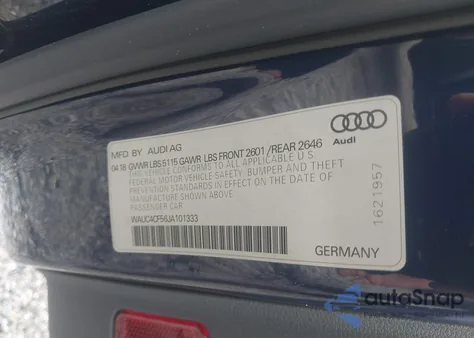 MFD BY AUDI AG
04.18 GVWR LBS 5115 GAWR LBS FRONT 2601 / REAR 2646
THIS VEHICLE CONFORMS TO ALL APPLICABLE U.S.
FEDERAL MOTOR VEHICLE SAFETY, BUMPER AND THEFT
PREVENTION STANDARDS IN EFFECT ON THE DATE OF
MANUFACTURE SHOWN ABOVE
PASSENGER CAR
WAUC4CF56JA101333
Audi
1621957
GERMANY
autoSnap